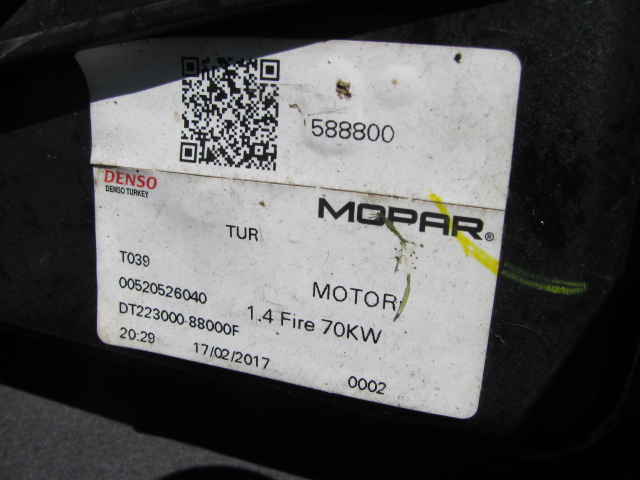 588800
DENSO
DENSO TURKEY
MOPAR®
TUR
T039
00520526040
MOTOR
DT223000-88000F
1.4 Fire 70KW
20:29
17/02/2017
0002